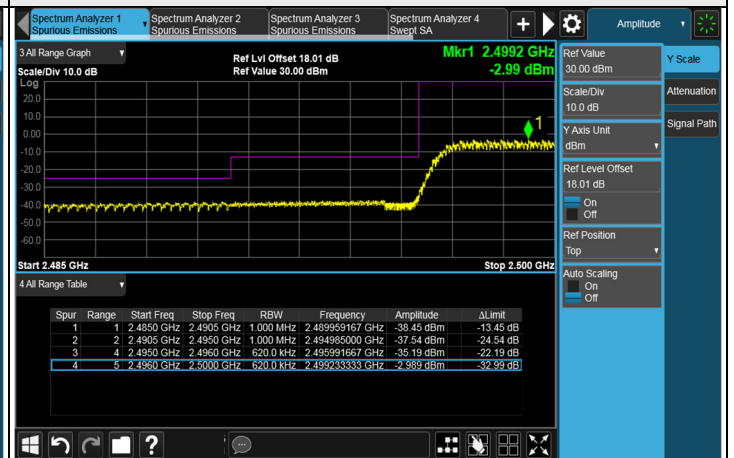 Spectrum Analyzer 1
Spurious Emissions
Spectrum Analyzer 2
Spurious Emissions
Spectrum Analyzer 3
Spurious Emissions
Spectrum Analyzer 4
Swept SA
Amplitude
3 All Range Graph
Ref Lvl Offset 18.01 dB
Mkr1 2.4992 GHz
Scale/Div 10.0 dB
Ref Value 30.00 dBm
-2.99 dBm
Log
20.0
10.0
0.00
-10.0
-20.0
-30.0
-40.0
-50.0
-60.0
1
Start 2.485 GHz
Stop 2.500 GHz
4 All Range Table
Spur Range Start Freq Stop Freq RBW Frequency Amplitude ΔLimit
1 1 2.4850 GHz 2.4905 GHz 1.000 MHz 2.489959167 GHz -38.45 dBm -13.45 dB
2 2 2.4905 GHz 2.4950 GHz 1.000 MHz 2.494985000 GHz -37.54 dBm -24.54 dB
3 4 2.4950 GHz 2.4960 GHz 620.0 kHz 2.495991667 GHz -35.19 dBm -22.19 dB
4 5 2.4960 GHz 2.5000 GHz 620.0 kHz 2.499233333 GHz -2.989 dBm -32.99 dB
Ref Value
30.00 dBm
Scale/Div
10.0 dB
Y Axis Unit
dBm
Ref Level Offset
18.01 dB
On
Off
Ref Position
Top
Auto Scaling
On
Off
Y Scale
Attenuation
Signal Path
?